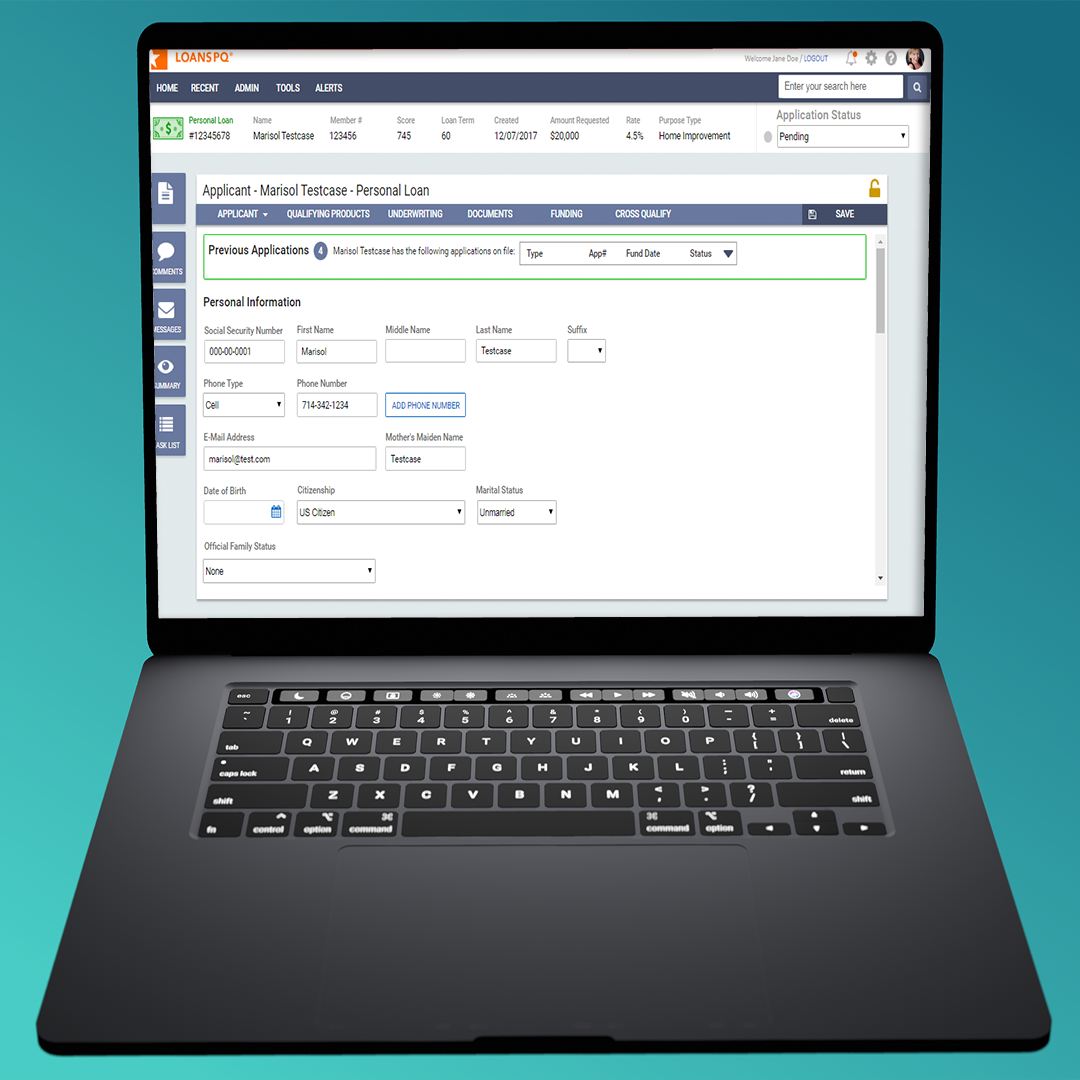 LOANSPQ®
Welcome Jane Doe / LOGOUT
HOME RECENT ADMIN TOOLS ALERTS
Enter your search here
Personal Loan Name Member # Score Loan Term Created Amount Requested Rate Purpose Type Application Status
#12345678 Marisol Testcase 123456 745 60 12/07/2017 $20,000 4.5% Home Improvement Pending
Applicant - Marisol Testcase - Personal Loan
APPLICANT QUALIFYING PRODUCTS UNDERWRITING DOCUMENTS FUNDING CROSS QUALIFY SAVE
Previous Applications 4 Marisol Testcase has the following applications on file: Type App# Fund Date Status
OMMENTS
MESSAGES
SUMMARY
ASK LIST
Personal Information
Social Security Number First Name Middle Name Last Name Suffix
000-00-0001 Marisol Testcase
Phone Type Phone Number
Cell 714-342-1234 ADD PHONE NUMBER
E-Mail Address Mother's Maiden Name
marisol@test.com Testcase
Date of Birth Citizenship Marital Status
US Citizen Unmarried
Official Family Status
None
esc
~ ! @ # $ % ^ & * ( ) _ +
` 1 2 3 4 5 6 7 8 9 0 - = delete
tab Q W E R T Y U I O P { [ } ] | \
caps lock A S D F G H J K L : ; " ' return
shift Z X C V B N M < , > . ? / shift
fn control option command command option